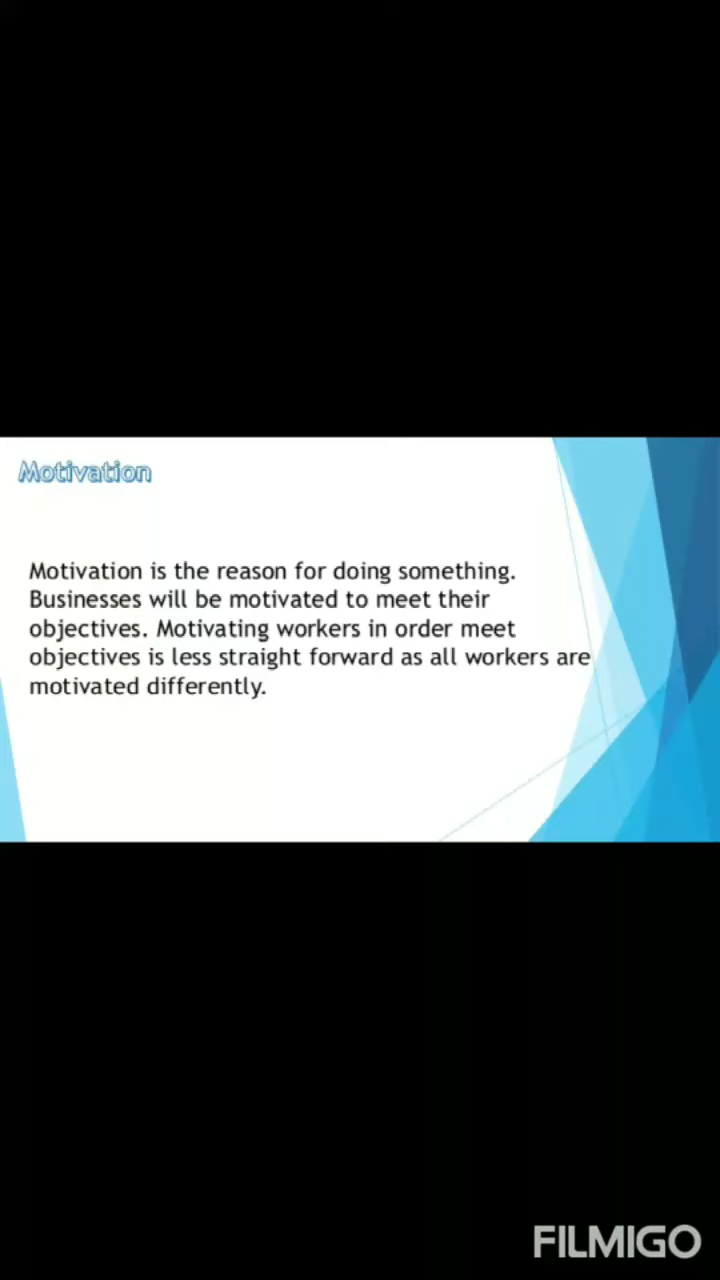 Motivation
Motivation is the reason for doing something.
Businesses will be motivated to meet their
objectives. Motivating workers in order meet
objectives is less straight forward as all workers are
motivated differently.
FILMIGO